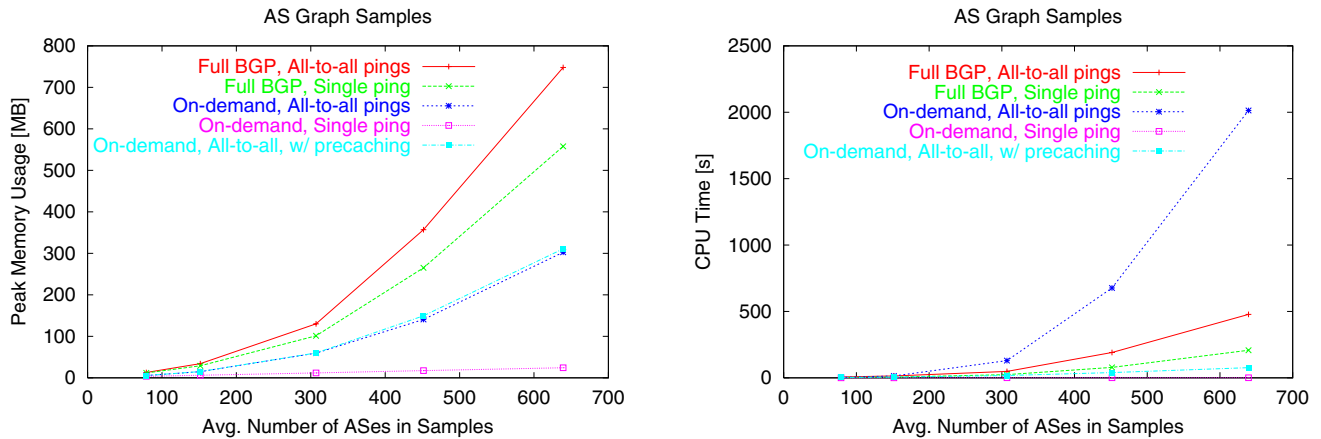 AS Graph Samples
Peak Memory Usage [MB]
800
700
600
500
400
300
200
100
0
Full BGP, All-to-all pings
Full BGP, Single ping
On-demand, All-to-all pings
On-demand, Single ping
On-demand, All-to-all, w/ precaching
0 100 200 300 400 500 600 700
Avg. Number of ASes in Samples
AS Graph Samples
CPU Time [s]
2500
2000
1500
1000
500
0
Full BGP, All-to-all pings
Full BGP, Single ping
On-demand, All-to-all pings
On-demand, Single ping
On-demand, All-to-all, w/ precaching
0 100 200 300 400 500 600 700
Avg. Number of ASes in Samples